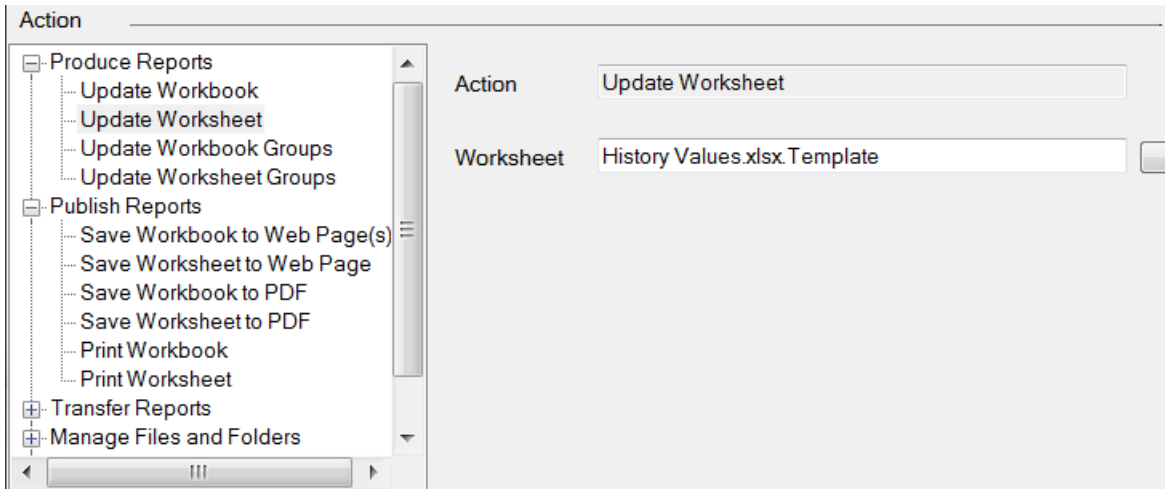 Action
Produce Reports
Update Workbook
Update Worksheet
Update Workbook Groups
Update Worksheet Groups
Publish Reports
Save Workbook to Web Page(s)
Save Worksheet to Web Page
Save Workbook to PDF
Save Worksheet to PDF
Print Workbook
Print Worksheet
Transfer Reports
Manage Files and Folders
Action Update Worksheet
Worksheet History Values.xlsx.Template